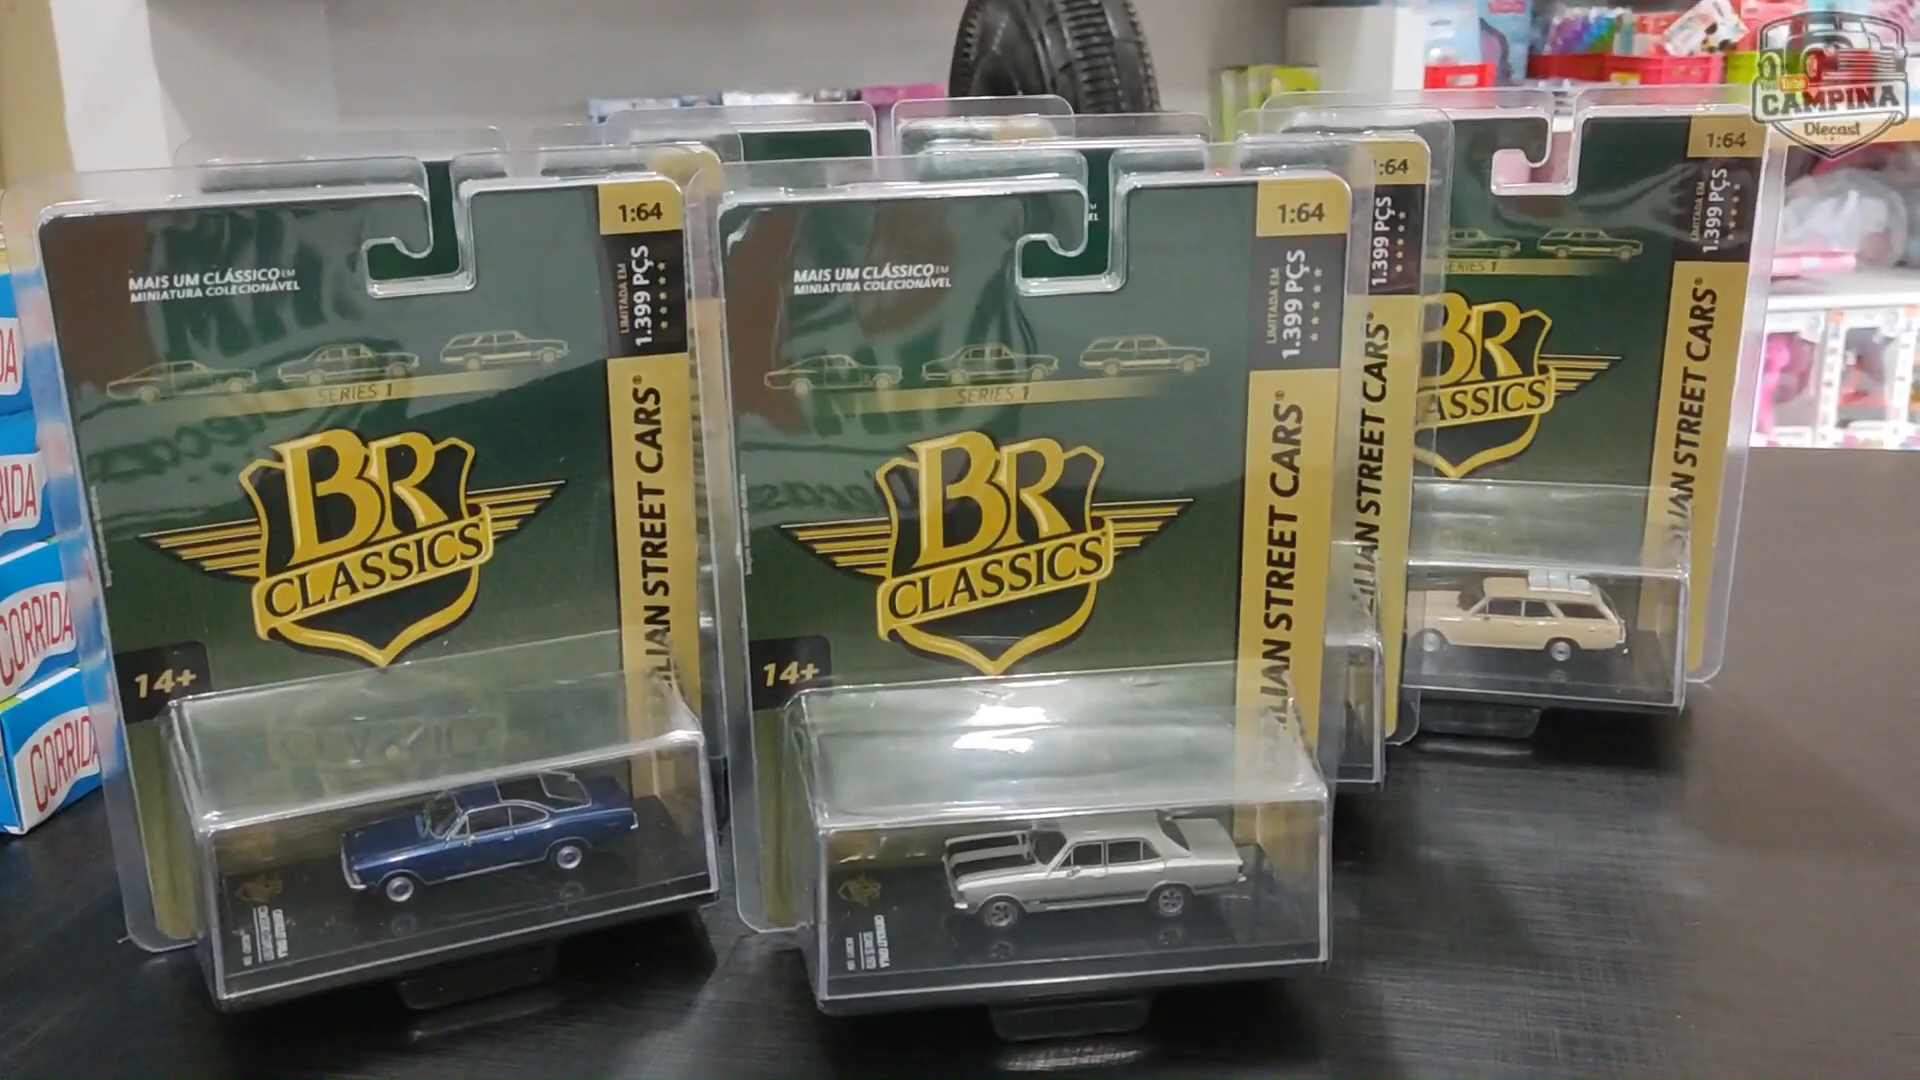 CAMPINA
Diecast
MAIS UM CLÁSSICO EM
MINIATURA COLECIONÁVEL
SERIES 1
BR
CLASSICS
14+
1:64
LIMITADA EM
1.399 PÇS
LIAN STREET CARS®
MAIS UM CLÁSSICO EM
MINIATURA COLECIONÁVEL
SERIES 1
BR
CLASSICS
14+
1:64
LIMITADA EM
1.399 PÇS
LIAN STREET CARS®
:64
1.399 PÇS
ILIAN STREET CARS®
SERIES 1
BR
ASSICS
1:64
LIMITADA EM
1.399 PÇS
LIAN STREET CARS®
DA
RIDA
CORRIDA
CORRIDA